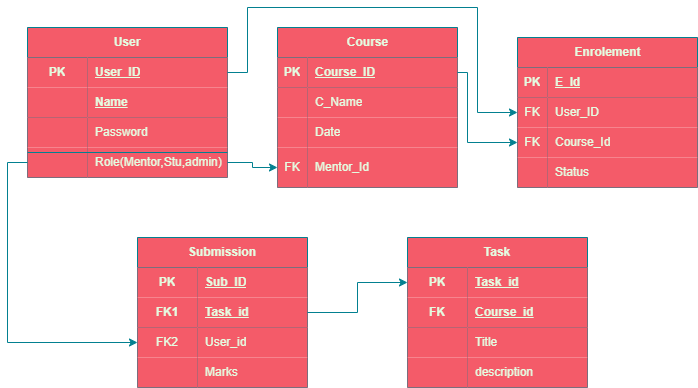 User
PK User_ID
Name
Password
Role(Mentor,Stu,admin)
Course
PK Course_ID
C_Name
Date
FK Mentor_Id
Enrolement
PK E_Id
FK User_ID
FK Course_Id
Status
Submission
PK Sub_ID
FK1 Task_id
FK2 User_id
Marks
Task
PK Task_id
FK Course_id
Title
description